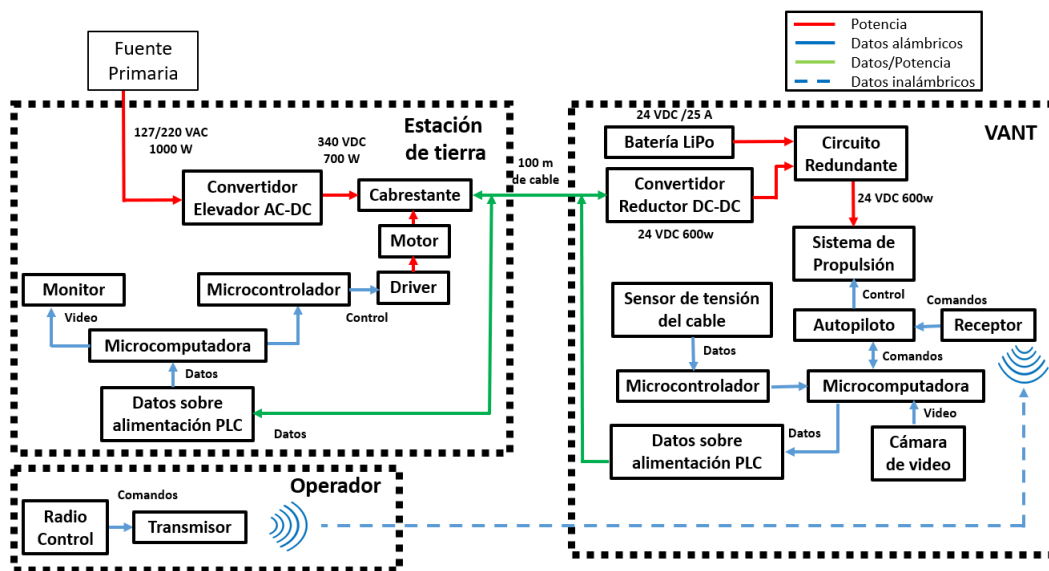 Fuente
Primaria
Potencia
Datos alámbricos
Datos/Potencia
Datos inalámbricos
127/220 VAC
1000 W
Estación
de tierra
340 VDC
700 W
Convertidor
Elevador AC-DC
Cabrestante
100 m
de cable
Motor
Driver
Microcontrolador
Control
Monitor
Video
Microcomputadora
Datos
Datos sobre
alimentación PLC
Datos
VANT
24 VDC /25 A
Batería LiPo
Circuito
Redundante
Convertidor
Reductor DC-DC
24 VDC 600w
24 VDC 600w
Sistema de
Propulsión
Control
Sensor de tensión
del cable
Datos
Autopiloto
Comandos
Receptor
Comandos
Microcontrolador
Microcomputadora
Datos
Video
Datos sobre
alimentación PLC
Cámara
de video
Operador
Comandos
Radio
Control
Transmisor